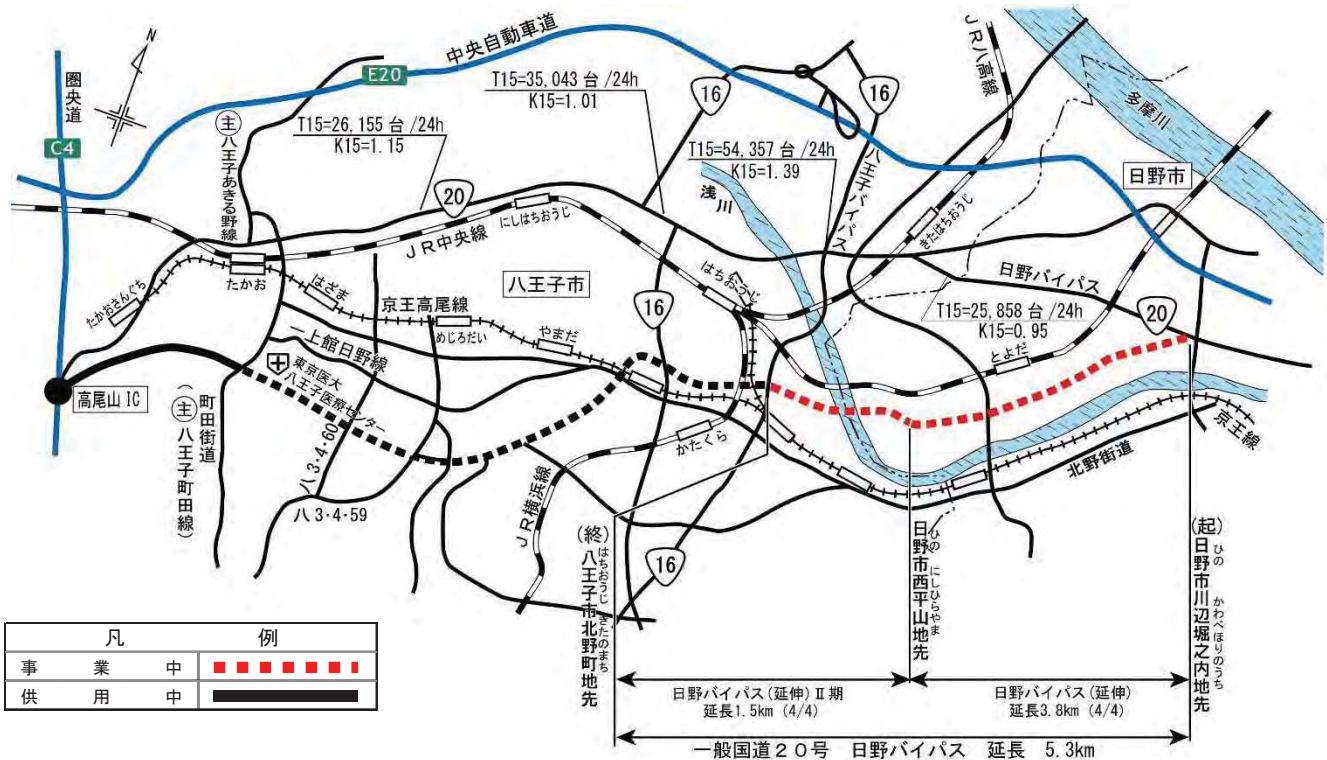 N
圏央道
C4
E20
中央自動車道
T15=35,043 台 /24h
K15=1.01
16
16
JR八高線
多摩川
主 八王子あきる野線
T15=26,155 台 /24h
K15=1.15
T15=54,357 台 /24h
K15=1.39
八王子バイパス
日野市
20
にしはちおうじ
浅川
きたはちおうじ
JR中央線
たかお
はざま
八王子市
はちおうじ
日野バイパス
たかおさんぐち
京王高尾線
16
T15=25,858 台 /24h
K15=0.95
20
めじろだい
やまだ
とよだ
一上館日野線
東京医大
八王子医療センター
高尾山 IC
町田街道
(主 八王子町田線)
八3・4・60
かたくら
京王線
北野街道
八 3・4・59
JR横浜線
16
(終)八王子市北野町地先
はちおうじ きたのまち
日野市西平山地先
ひの にしひらやま
(起)日野市川辺堀之内地先
ひの かわべほりのうち
凡 例
事 業 中
供 用 中
日野バイパス(延伸)Ⅱ期
延長1.5km (4/4)
日野バイパス(延伸)
延長3.8km (4/4)
一般国道20号 日野バイパス 延長 5.3km